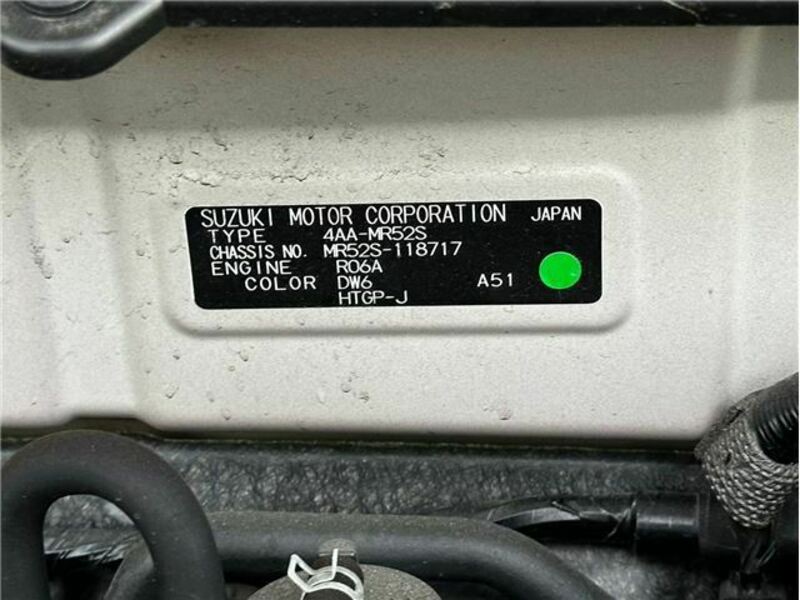 SUZUKI MOTOR CORPORATION JAPAN
TYPE 4AA-MR52S
CHASSIS NO. MR52S-118717
ENGINE R06A
COLOR DW6 A51
HTGP-J